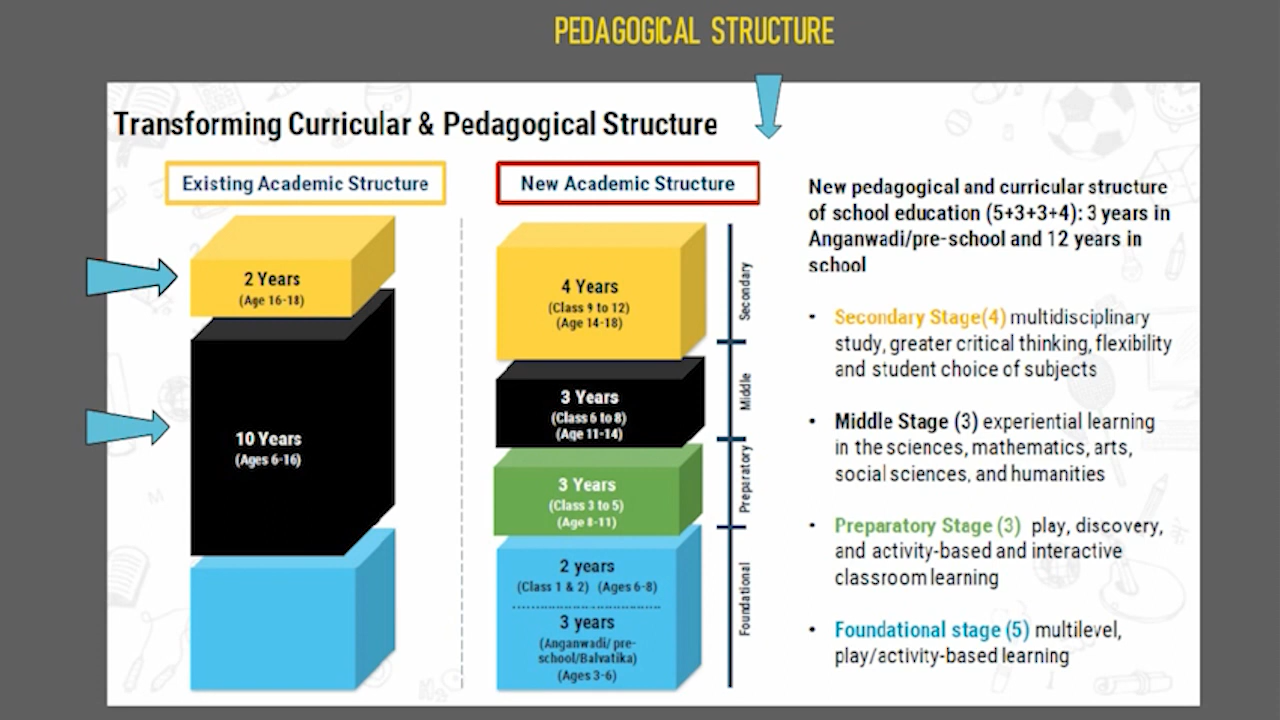 PEDAGOGICAL STRUCTURE
Transforming Curricular & Pedagogical Structure
Existing Academic Structure
2 Years
(Age 16-18)
10 Years
(Ages 6-16)
New Academic Structure
4 Years
(Class 9 to 12)
(Age 14-18)
Secondary
3 Years
(Class 6 to 8)
(Age 11-14)
Middle
3 Years
(Class 3 to 5)
(Age 8-11)
Preparatory
2 years
(Class 1 & 2) (Ages 6-8)
3 years
(Anganwadi/ pre-
school/Balvatika)
(Ages 3-6)
Foundational
New pedagogical and curricular structure
of school education (5+3+3+4): 3 years in
Anganwadi/pre-school and 12 years in
school
• Secondary Stage(4) multidisciplinary
study, greater critical thinking, flexibility
and student choice of subjects
• Middle Stage (3) experiential learning
in the sciences, mathematics, arts,
social sciences, and humanities
• Preparatory Stage (3) play, discovery,
and activity-based and interactive
classroom learning
• Foundational stage (5) multilevel,
play/activity-based learning